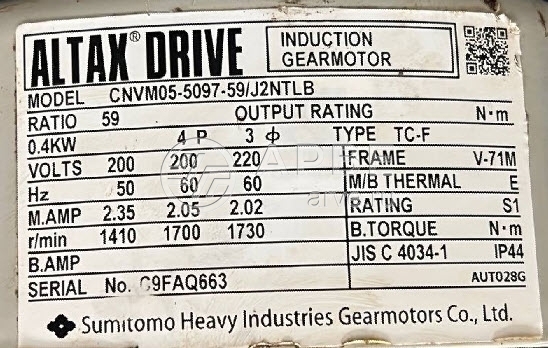 ALTAX® DRIVE INDUCTION GEARMOTOR
MODEL CNVM05-5097-59/J2NTLB
RATIO 59 OUTPUT RATING N·m
0.4KW 4 P 3 ϕ TYPE TC-F
VOLTS 200 200 220 FRAME V-71M
Hz 50 60 60 M/B THERMAL E
M.AMP 2.35 2.05 2.02 RATING S1
r/min 1410 1700 1730 B.TORQUE N·m
B.AMP JIS C 4034-1 IP44
SERIAL No. C9FAQ663 AUT028G
Sumitomo Heavy Industries Gearmotors Co., Ltd.